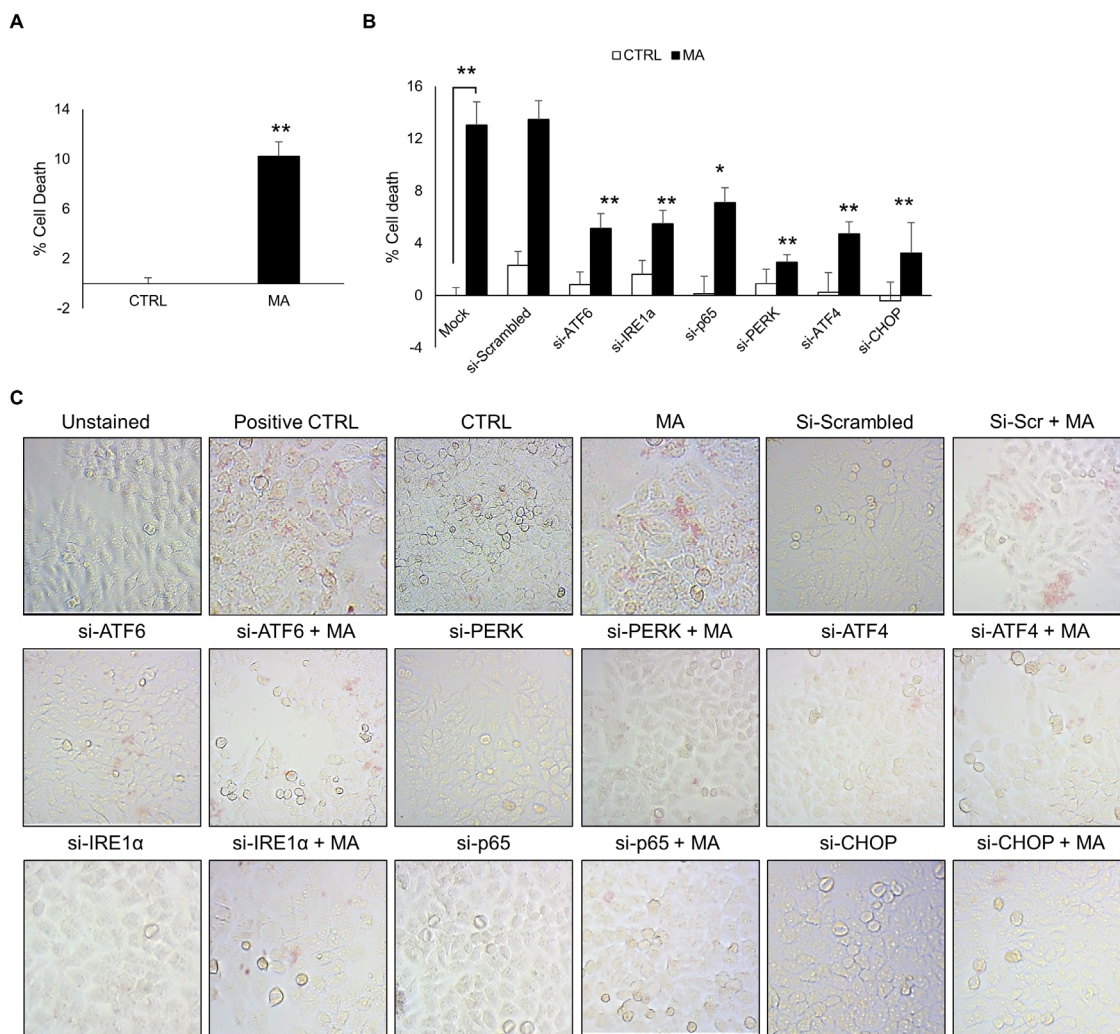 A
B
CTRL MA
% Cell Death
14
10
6
2
-2
**
CTRL MA
% Cell death
16
12
8
4
0
-4
**
**
**
*
**
**
**
Mock
si-Scrambled
si-ATF6
si-IRE1a
si-p65
si-PERK
si-ATF4
si-CHOP
C
Unstained Positive CTRL CTRL MA Si-Scrambled Si-Scr + MA
si-ATF6 si-ATF6 + MA si-PERK si-PERK + MA si-ATF4 si-ATF4 + MA
si-IRE1α si-IRE1α + MA si-p65 si-p65 + MA si-CHOP si-CHOP + MA